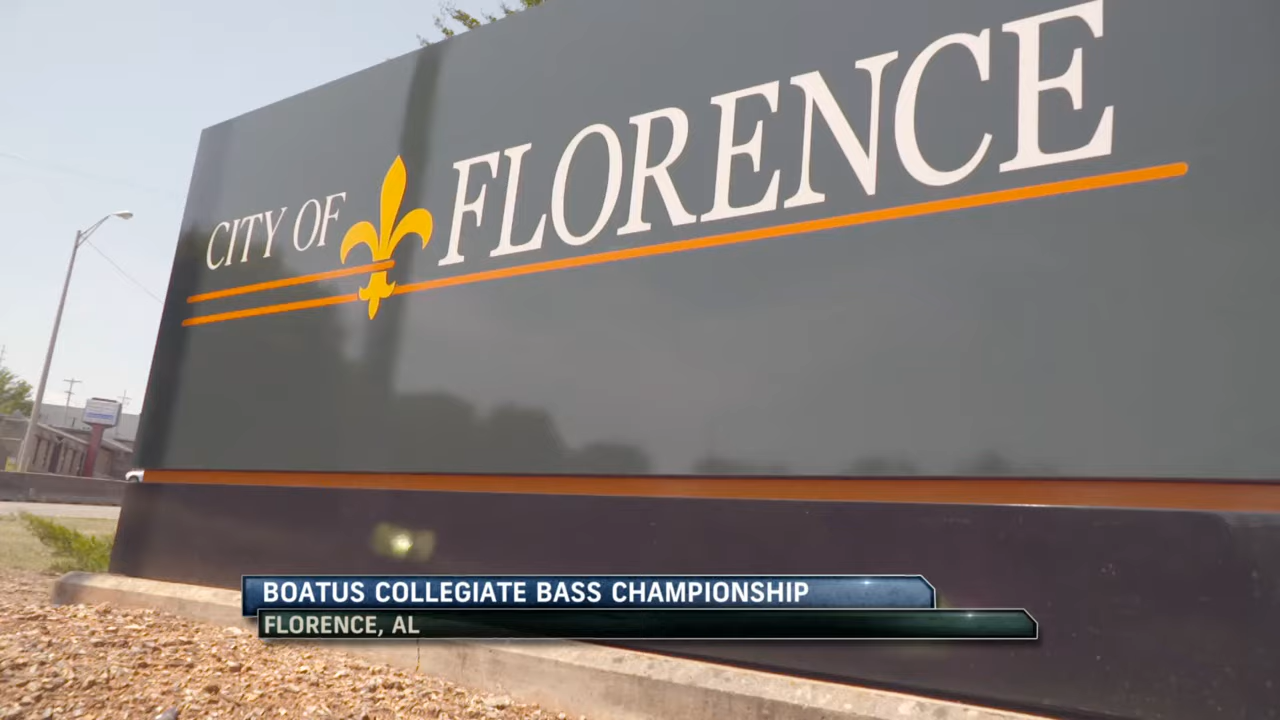 CITY OF FLORENCE
BOATUS COLLEGIATE BASS CHAMPIONSHIP
FLORENCE, AL